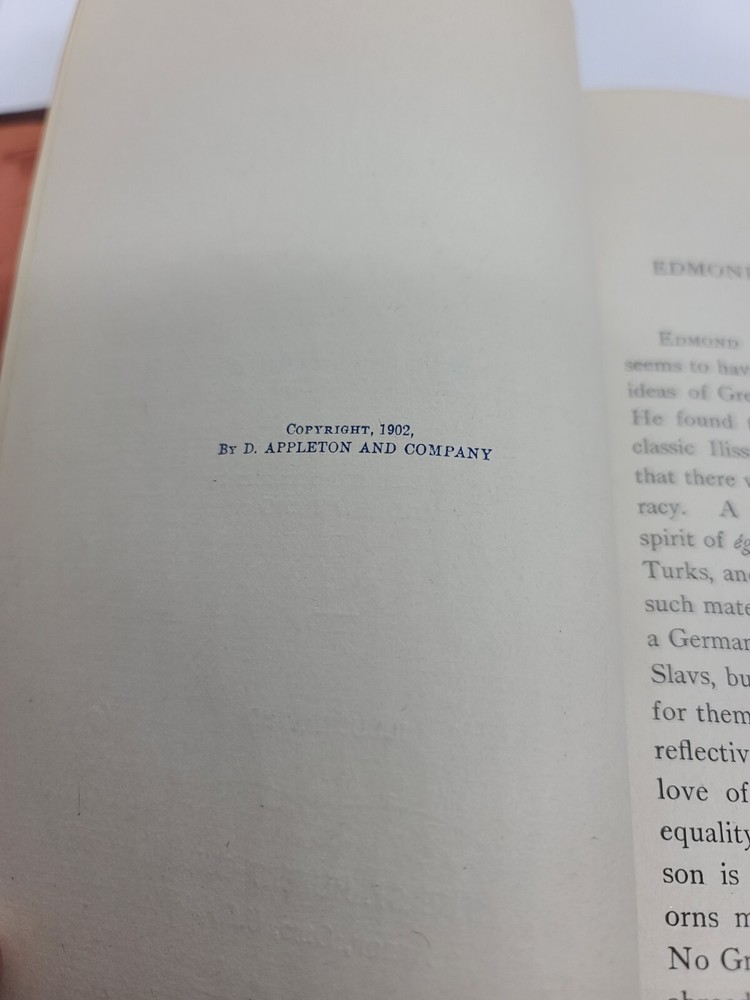 COPYRIGHT, 1902,
BY D. APPLETON AND COMPANY
EDMOND
EDMOND
seems to hav
ideas of Gre
He found
classic Iliss
that there
racy. A
spirit of ég
Turks, and
such mate
a German
Slavs, bu
for them
reflectiv
love of
equality
son is
orns m
No Gr